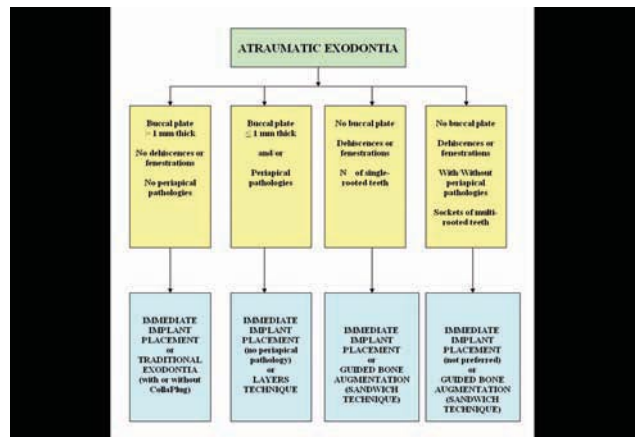 ATRAUMATIC EXODONTIA
Buccal plate
> 1 mm thick
No dehiscences or
fenestrations
No periapical
pathologies
Buccal plate
≤ 1 mm thick
and/or
Periapical
pathologies
No buccal plate
Dehiscences or
fenestrations
N of single-
rooted teeth
No buccal plate
Dehiscences or
fenestrations
With/Without
periapical
pathologies
Sockets of multi-
rooted teeth
IMMEDIATE
IMPLANT
PLACEMENT
or
TRADITIONAL
EXODONTIA
(with or without
CollaPlug)
IMMEDIATE
IMPLANT
PLACEMENT
(no periapical
pathology)
or
LAYERS
TECHNIQUE
IMMEDIATE
IMPLANT
PLACEMENT
or
GUIDED BONE
AUGMENTATION
(SANDWICH
TECHNIQUE)
IMMEDIATE
IMPLANT
PLACEMENT
(not preferred)
or
GUIDED BONE
AUGMENTATION
(SANDWICH
TECHNIQUE)